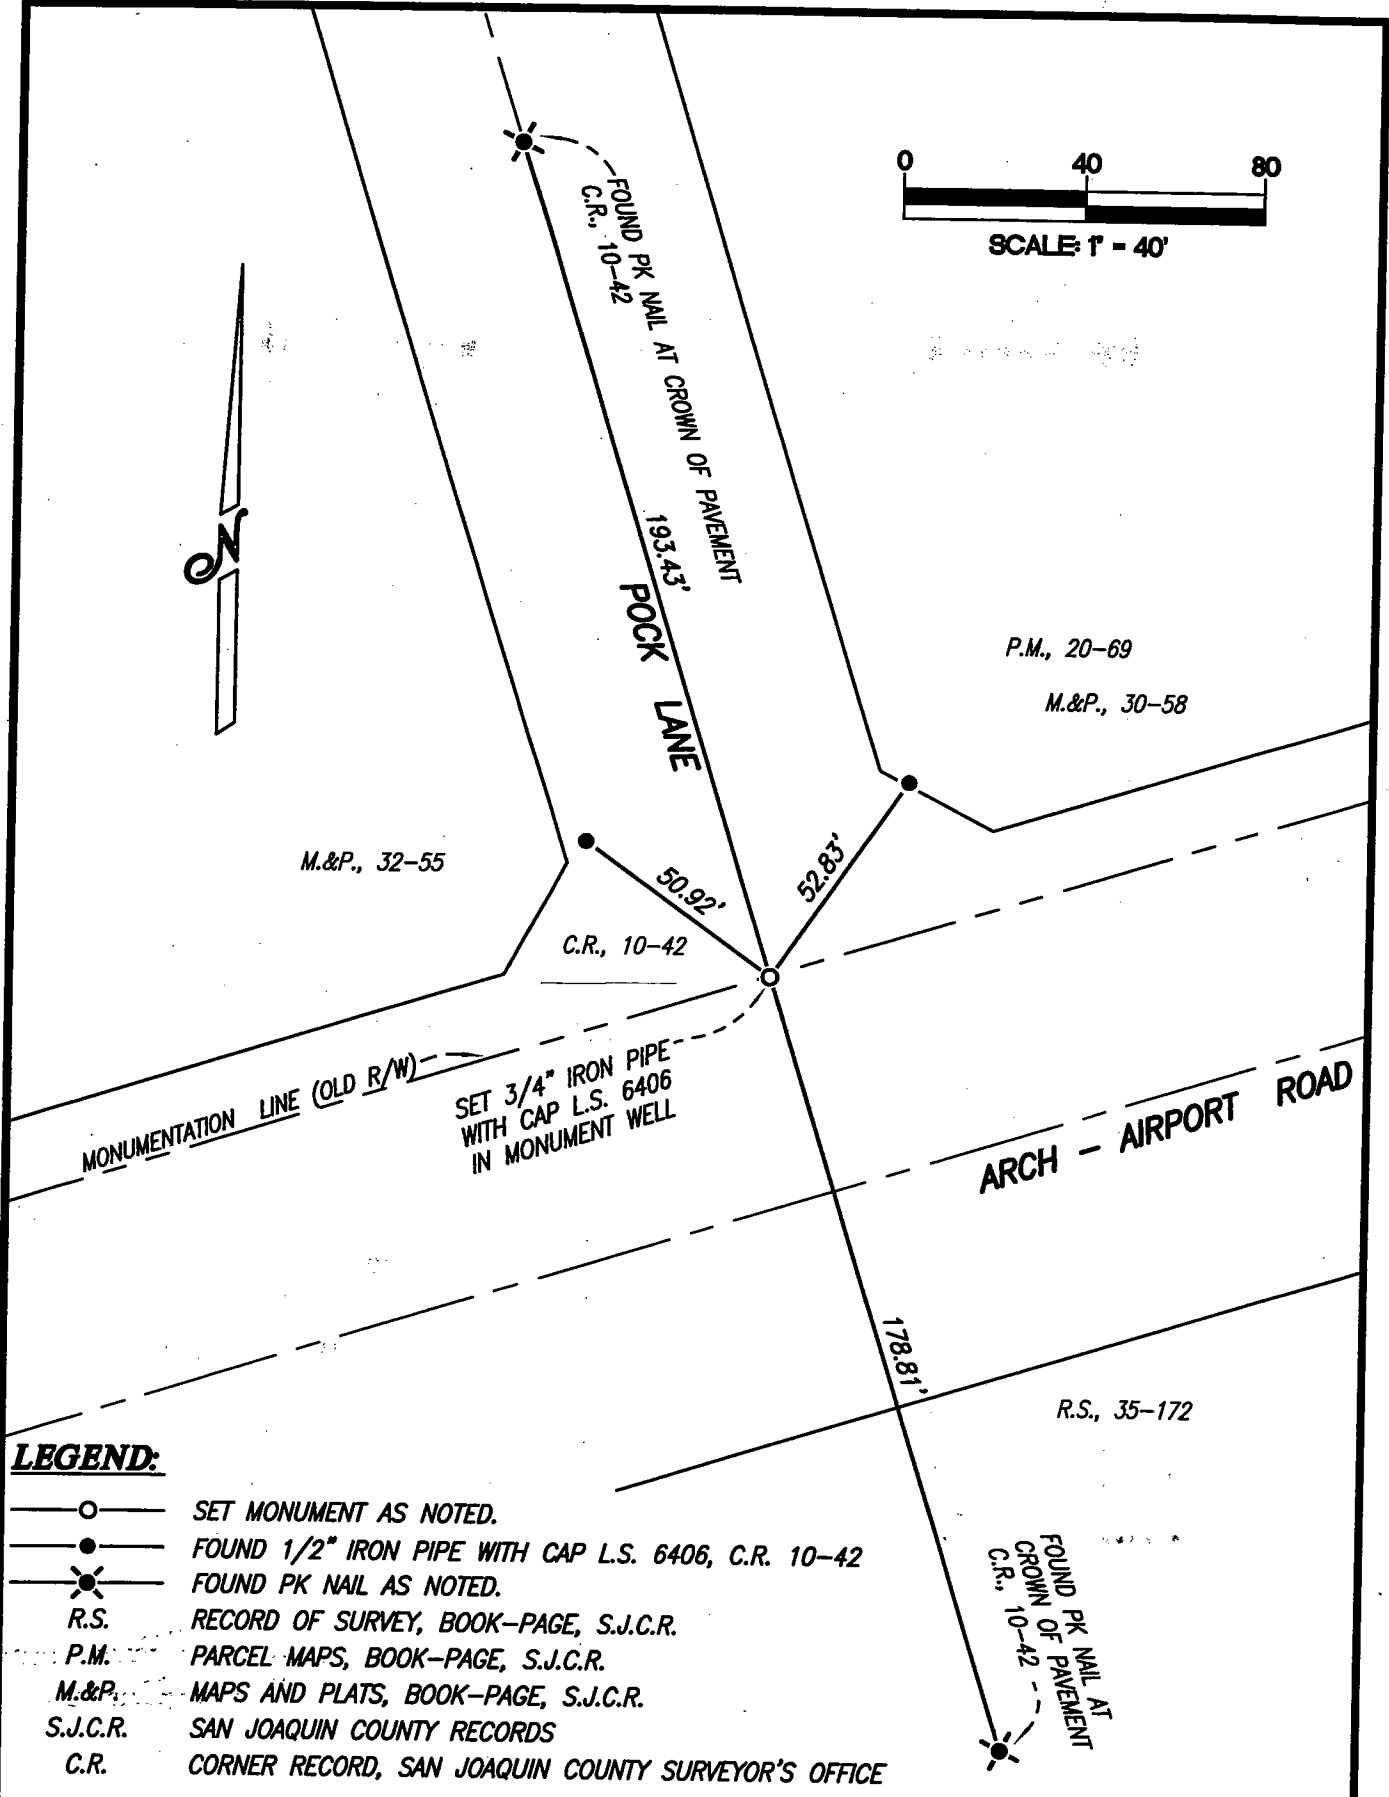 0 40 80
SCALE: 1" = 40'
FOUND PK NAIL AT CROWN OF PAVEMENT
C.R., 10-42
N
193.43'
POCK LANE
P.M., 20-69
M.&P., 30-58
M.&P., 32-55
50.92'
52.83'
C.R., 10-42
MONUMENTATION LINE (OLD R/W)
SET 3/4" IRON PIPE
WITH CAP L.S. 6406
IN MONUMENT WELL
ARCH - AIRPORT ROAD
178.81'
R.S., 35-172
FOUND PK NAIL AT
CROWN OF PAVEMENT
C.R., 10-42
LEGEND:
SET MONUMENT AS NOTED.
FOUND 1/2" IRON PIPE WITH CAP L.S. 6406, C.R. 10-42
FOUND PK NAIL AS NOTED.
R.S. RECORD OF SURVEY, BOOK-PAGE, S.J.C.R.
P.M. PARCEL MAPS, BOOK-PAGE, S.J.C.R.
M.&P. MAPS AND PLATS, BOOK-PAGE, S.J.C.R.
S.J.C.R. SAN JOAQUIN COUNTY RECORDS
C.R. CORNER RECORD, SAN JOAQUIN COUNTY SURVEYOR'S OFFICE